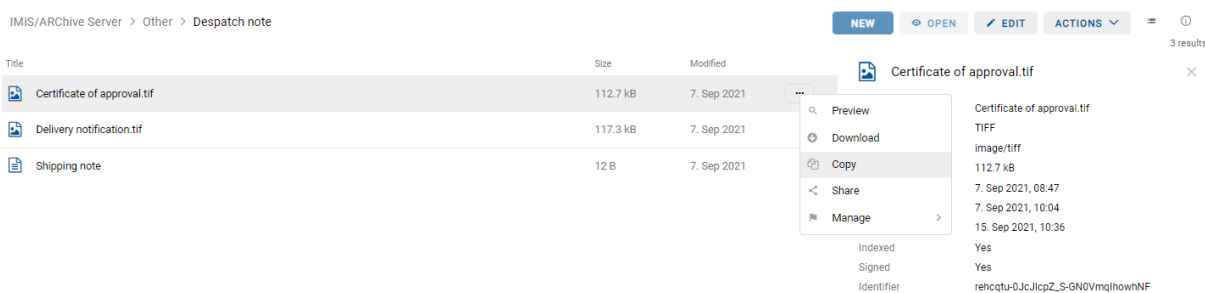 IMiS/ARChive Server > Other > Despatch note
NEW
OPEN
EDIT
ACTIONS
3 results
Title Size Modified
Certificate of approval.tif 112.7 kB 7. Sep 2021 ...
Delivery notification.tif 117.3 kB 7. Sep 2021
Shipping note 12 B 7. Sep 2021
Preview
Download
Copy
Share
Manage
Certificate of approval.tif
Certificate of approval.tif
TIFF
image/tiff
112.7 kB
7. Sep 2021, 08:47
7. Sep 2021, 10:04
15. Sep 2021, 10:36
Indexed Yes
Signed Yes
Identifier rehcqtu-0JcJIcpZ_S-GN0VmqIhowhNF